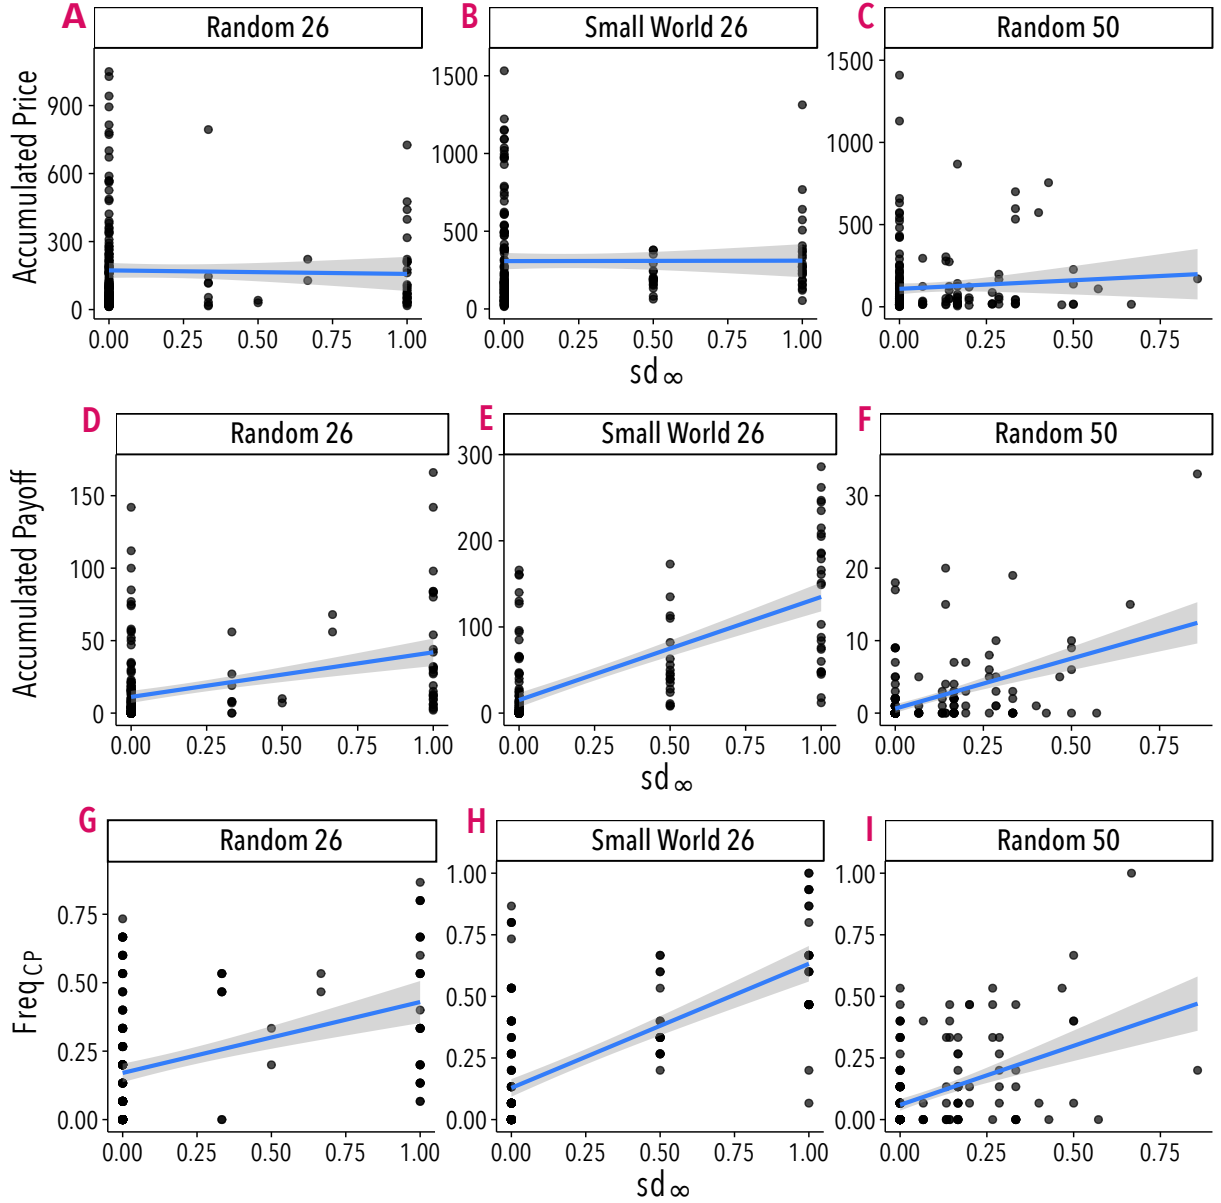 A B C
Random 26 Small World 26 Random 50
Accumulated Price
900
600
300
0
1500
1000
500
0
1500
1000
500
0
0.00 0.25 0.50 0.75 1.00
0.00 0.25 0.50 0.75 1.00
0.00 0.25 0.50 0.75
sd∞
D E F
Random 26 Small World 26 Random 50
Accumulated Payoff
150
100
50
0
300
200
100
0
30
20
10
0
0.00 0.25 0.50 0.75 1.00
0.00 0.25 0.50 0.75 1.00
0.00 0.25 0.50 0.75
sd∞
G H I
Random 26 Small World 26 Random 50
FreqCP
0.75
0.50
0.25
0.00
1.00
0.75
0.50
0.25
0.00
1.00
0.75
0.50
0.25
0.00
0.00 0.25 0.50 0.75 1.00
0.00 0.25 0.50 0.75 1.00
0.00 0.25 0.50 0.75
sd∞